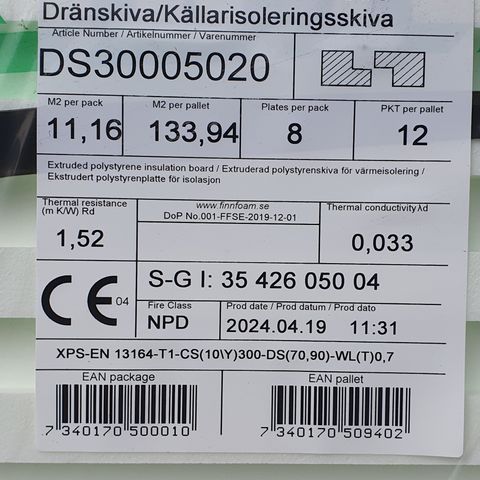 Dränskiva/Källarisoleringsskiva
Article Number / Artikelnummer / Varenummer
DS30005020
M2 per pack
11,16
M2 per pallet
133,94
Plates per pack
8
PKT per pallet
12
Extruded polystyrene insulation board / Extruderad polystyrenskiva för värmeisolering /
Ekstrudert polystyrenplatte för isolasjon
Thermal resistance
(m K/W) Rd
1,52
www.finnfoam.se
DoP No.001-FFSE-2019-12-01
Thermal conductivity λd
0,033
S-G I: 35 426 050 04
CE 04
Fire Class
NPD
Prod date / Prod datum / Prod dato
2024.04.19 11:31
XPS-EN 13164-T1-CS(10\Y)300-DS(70,90)-WL(T)0,7
EAN package
7 340170 500010
EAN pallet
7 340170 509402